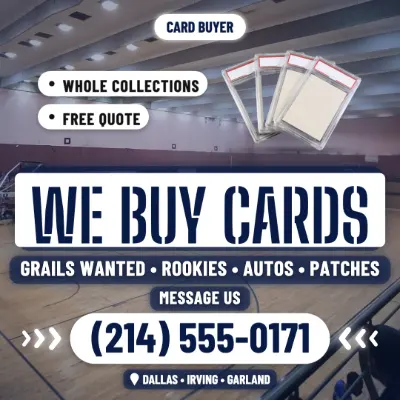 CARD BUYER
• WHOLE COLLECTIONS
• FREE QUOTE
WE BUY CARDS
GRAILS WANTED • ROOKIES • AUTOS • PATCHES
MESSAGE US
(214) 555-0171
DALLAS • IRVING • GARLAND